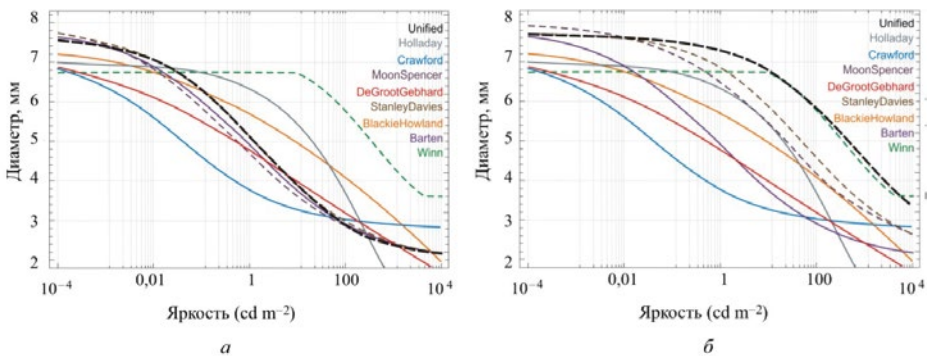 8
7
6
5
4
3
2
Диаметр, мм
10⁻⁴
0,01
1
100
10⁴
Яркость (cd m⁻²)
Unified
Holladay
Crawford
MoonSpencer
DeGrootGebhard
StanleyDavies
BlackieHowland
Barten
Winn
а
8
7
6
5
4
3
2
Диаметр, мм
10⁻⁴
0,01
1
100
10⁴
Яркость (cd m⁻²)
Unified
Holladay
Crawford
MoonSpencer
DeGrootGebhard
StanleyDavies
BlackieHowland
Barten
Winn
б